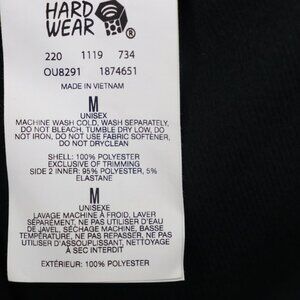 HARD
WEAR®
220 1119 734
OU8291 1874651
MADE IN VIETNAM
M
UNISEX
MACHINE WASH COLD, WASH SEPARATELY,
DO NOT BLEACH, TUMBLE DRY LOW, DO
NOT IRON, DO NOT USE FABRIC SOFTENER,
DO NOT DRYCLEAN
SHELL: 100% POLYESTER
EXCLUSIVE OF TRIMMING
SIDE 2 INNER: 95% POLYESTER, 5%
ELASTANE
M
UNISEXE
LAVAGE MACHINE À FROID, LAVER
SÉPARÉMENT, NE PAS UTILISER D'EAU
DE JAVEL, SÉCHAGE MACHINE, BASSE
TEMPÉRATURE, NE PAS REPASSER, NE PAS
UTILISER D'ASSOUPLISSANT, NETTOYAGE
À SEC INTERDIT
EXTÉRIEUR: 100% POLYESTER